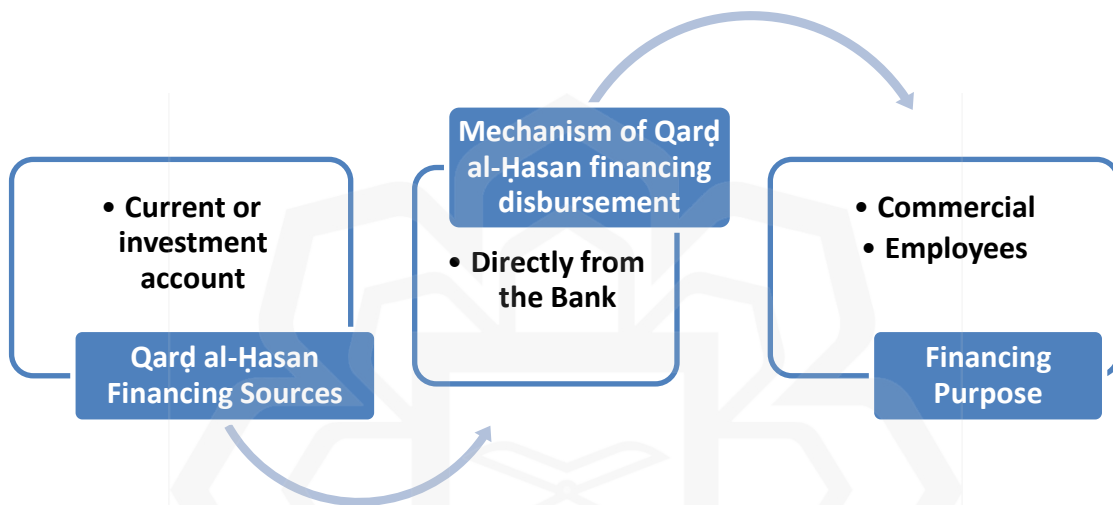 • Current or
investment
account
Qarḍ al-Ḥasan
Financing Sources
Mechanism of Qarḍ
al-Ḥasan financing
disbursement
• Directly from
the Bank
• Commercial
• Employees
Financing
Purpose